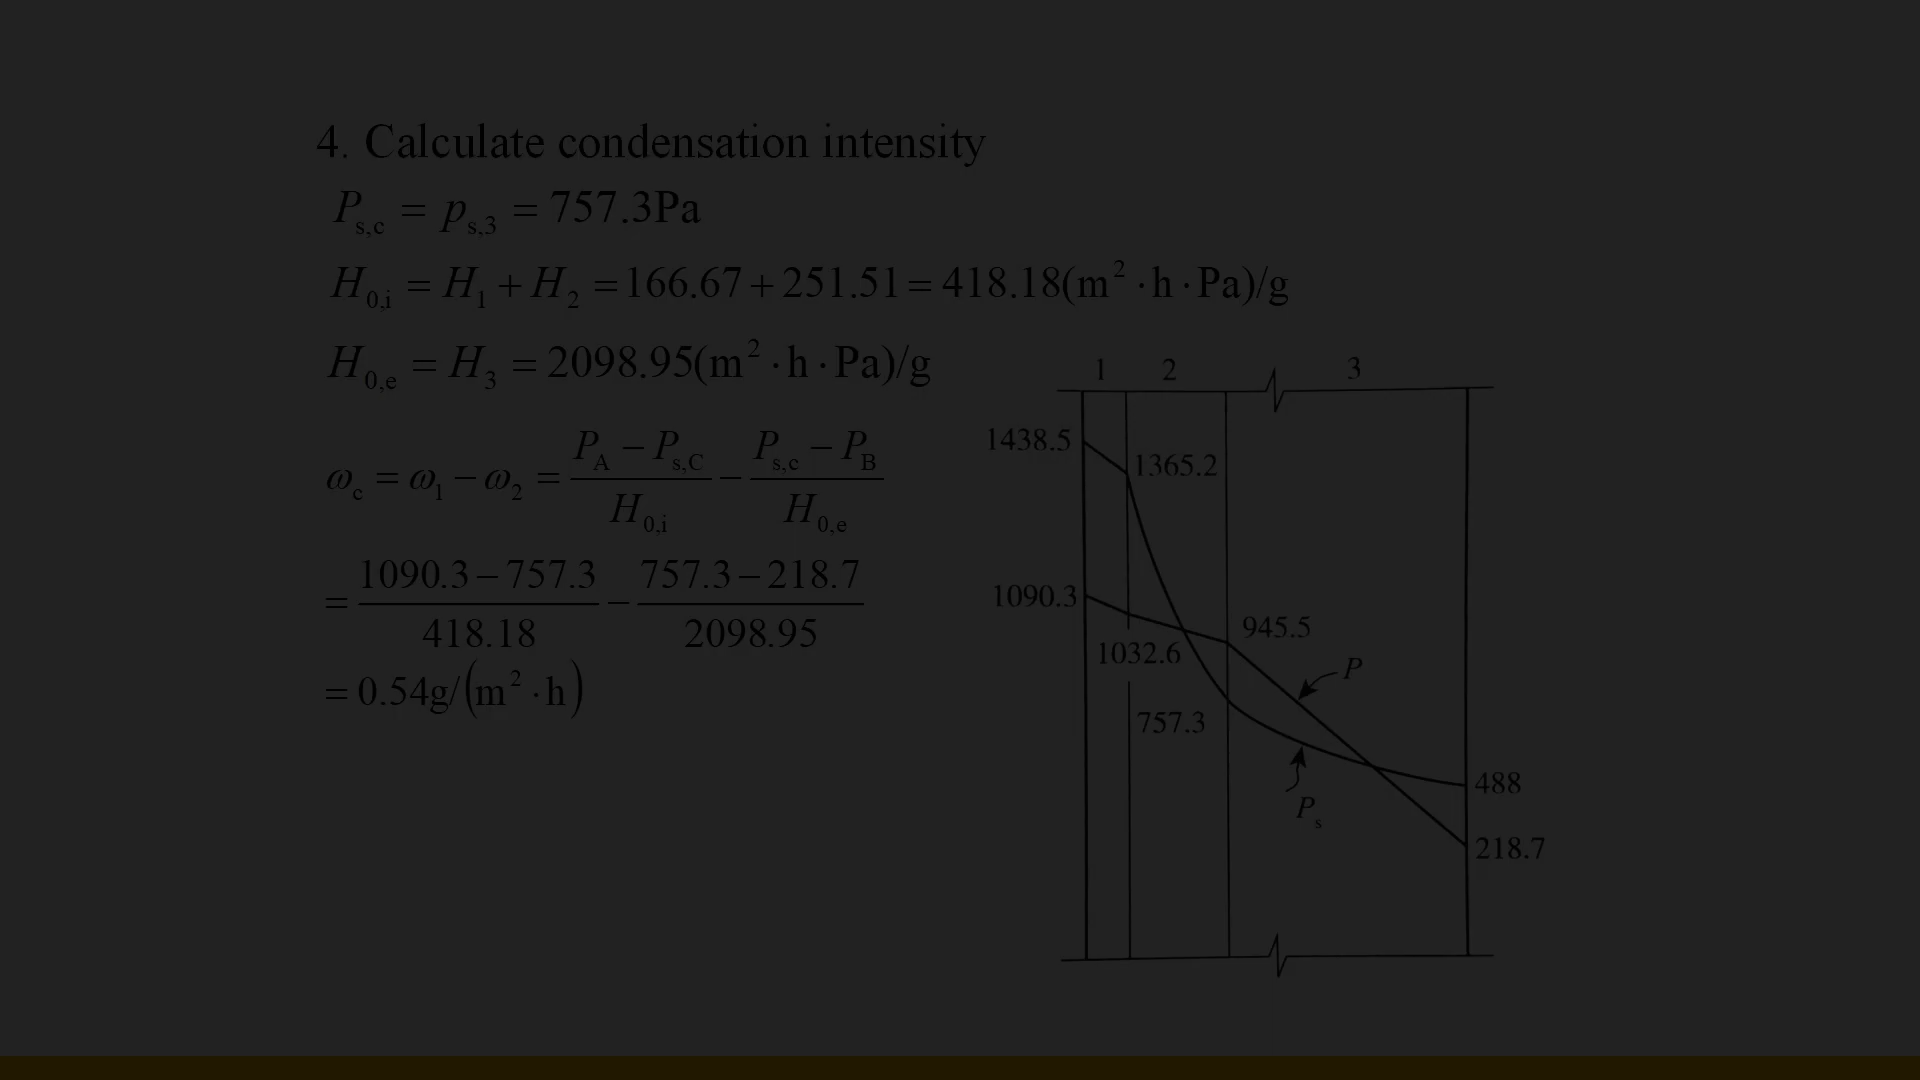 4. Calculate condensation intensity
P_s,c = p_s,3 = 757.3Pa
H_0,i = H_1 + H_2 = 166.67 + 251.51 = 418.18(m² · h · Pa)/g
H_0,e = H_3 = 2098.95(m² · h · Pa)/g
ω_c = ω_1 − ω_2 = (P_A − P_s,C)/H_0,i − (P_s,c − P_B)/H_0,e
= (1090.3 − 757.3)/418.18 − (757.3 − 218.7)/2098.95
= 0.54g/(m² · h)
1 2 3
1438.5
1365.2
1090.3
945.5
1032.6
P
757.3
488
P_s
218.7